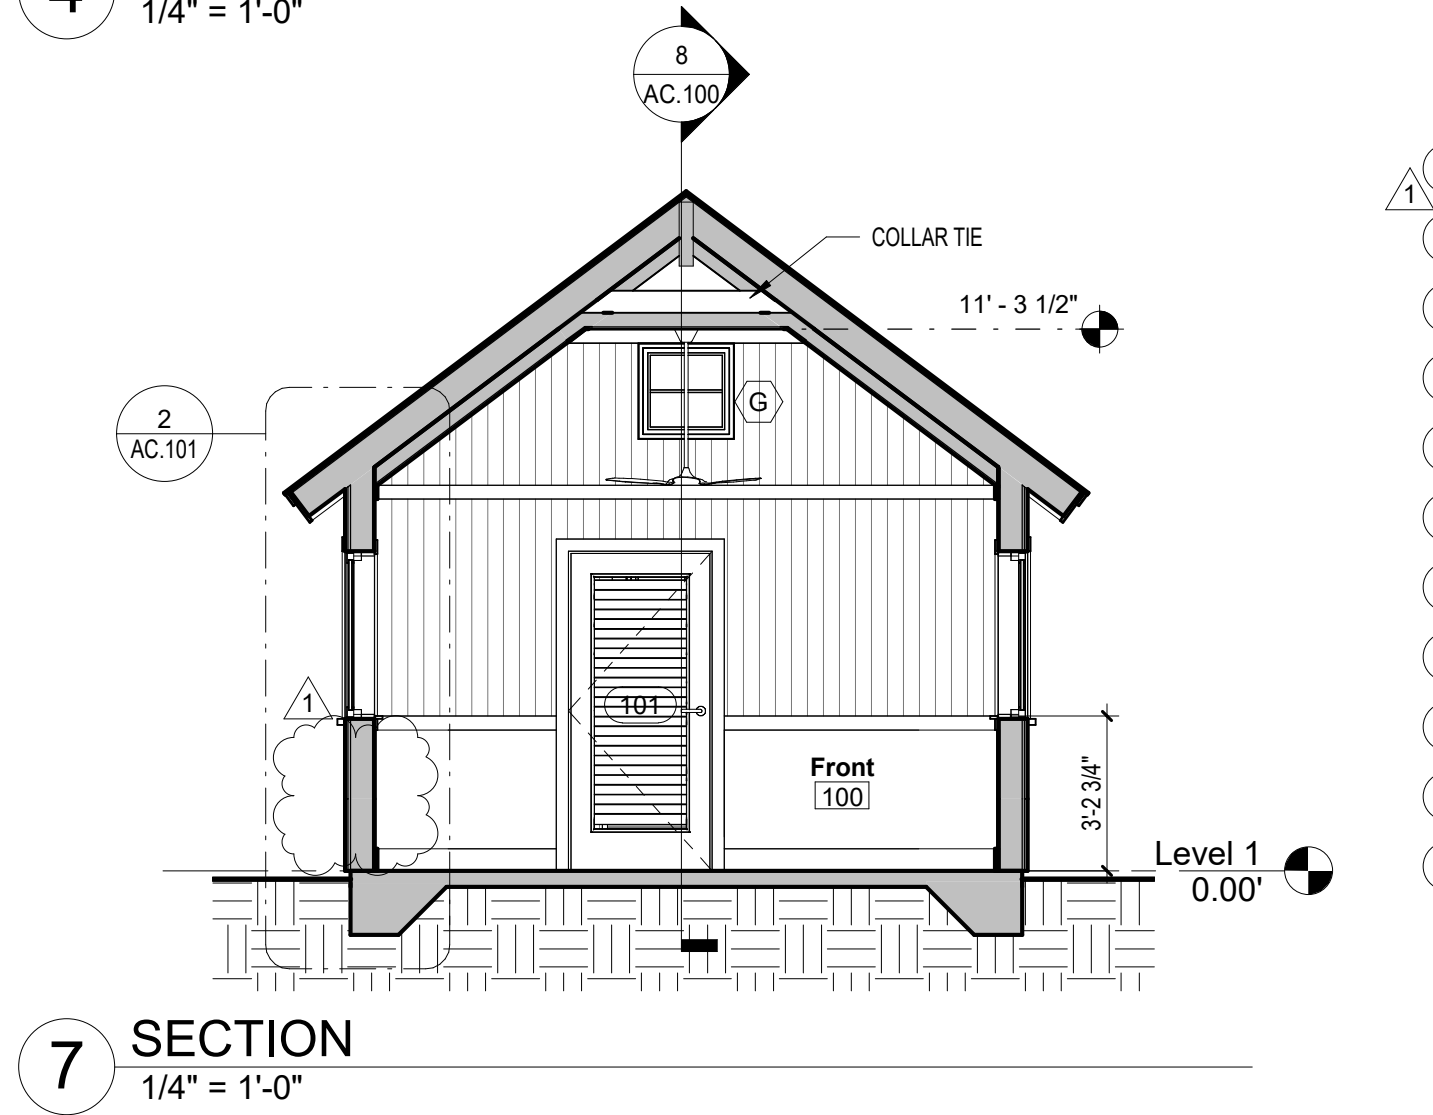 4
1/4" = 1'-0"
8
AC.100
1
COLLAR TIE
11' - 3 1/2"
G
2
AC.101
1
101
Front
100
3'-2 3/4"
Level 1
0.00'
7
SECTION
1/4" = 1'-0"